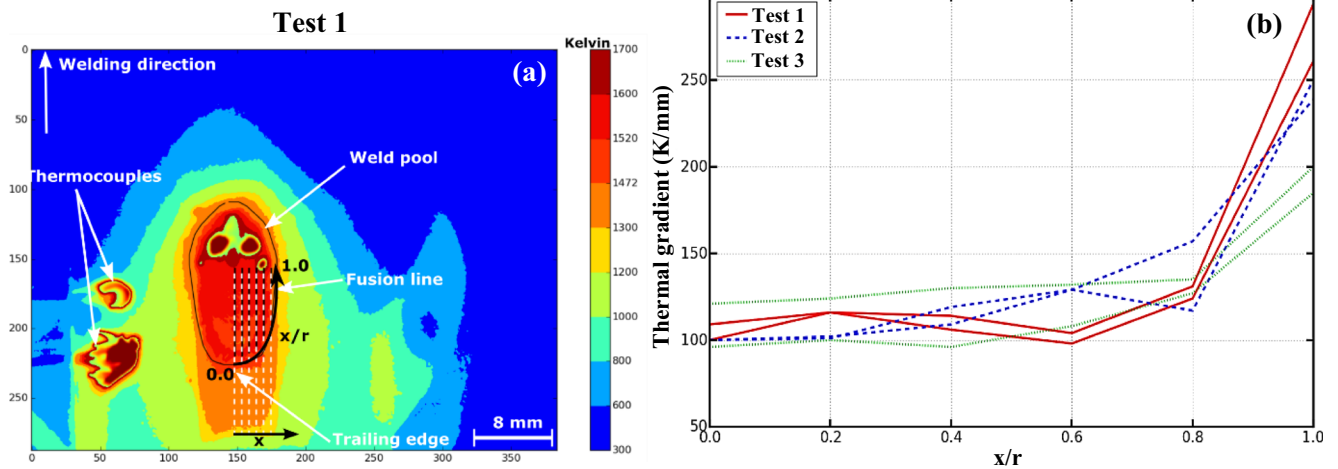 Test 1
Kelvin
(a)
Welding direction
Thermocouples
Weld pool
1.0
Fusion line
x/r
0.0
x
Trailing edge
8 mm
0
50
100
150
200
250
0 50 100 150 200 250 300 350
1700
1600
1520
1472
1300
1200
1000
800
600
300
Test 1
Test 2
Test 3
(b)
Thermal gradient (K/mm)
250
200
150
100
50
0.0 0.2 0.4 0.6 0.8 1.0
x/r